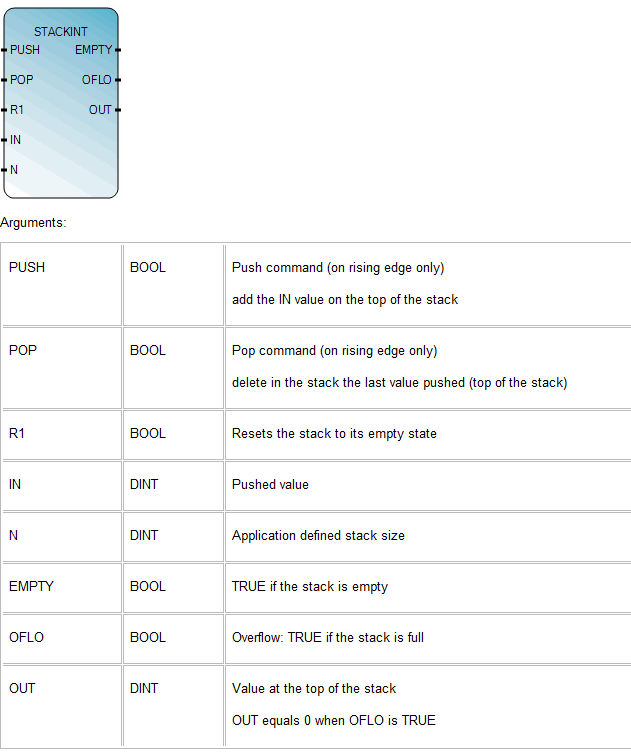 STACKINT
PUSH EMPTY
POP OFLO
R1 OUT
IN
N
Arguments:
PUSH BOOL Push command (on rising edge only)
add the IN value on the top of the stack
POP BOOL Pop command (on rising edge only)
delete in the stack the last value pushed (top of the stack)
R1 BOOL Resets the stack to its empty state
IN DINT Pushed value
N DINT Application defined stack size
EMPTY BOOL TRUE if the stack is empty
OFLO BOOL Overflow: TRUE if the stack is full
OUT DINT Value at the top of the stack
OUT equals 0 when OFLO is TRUE